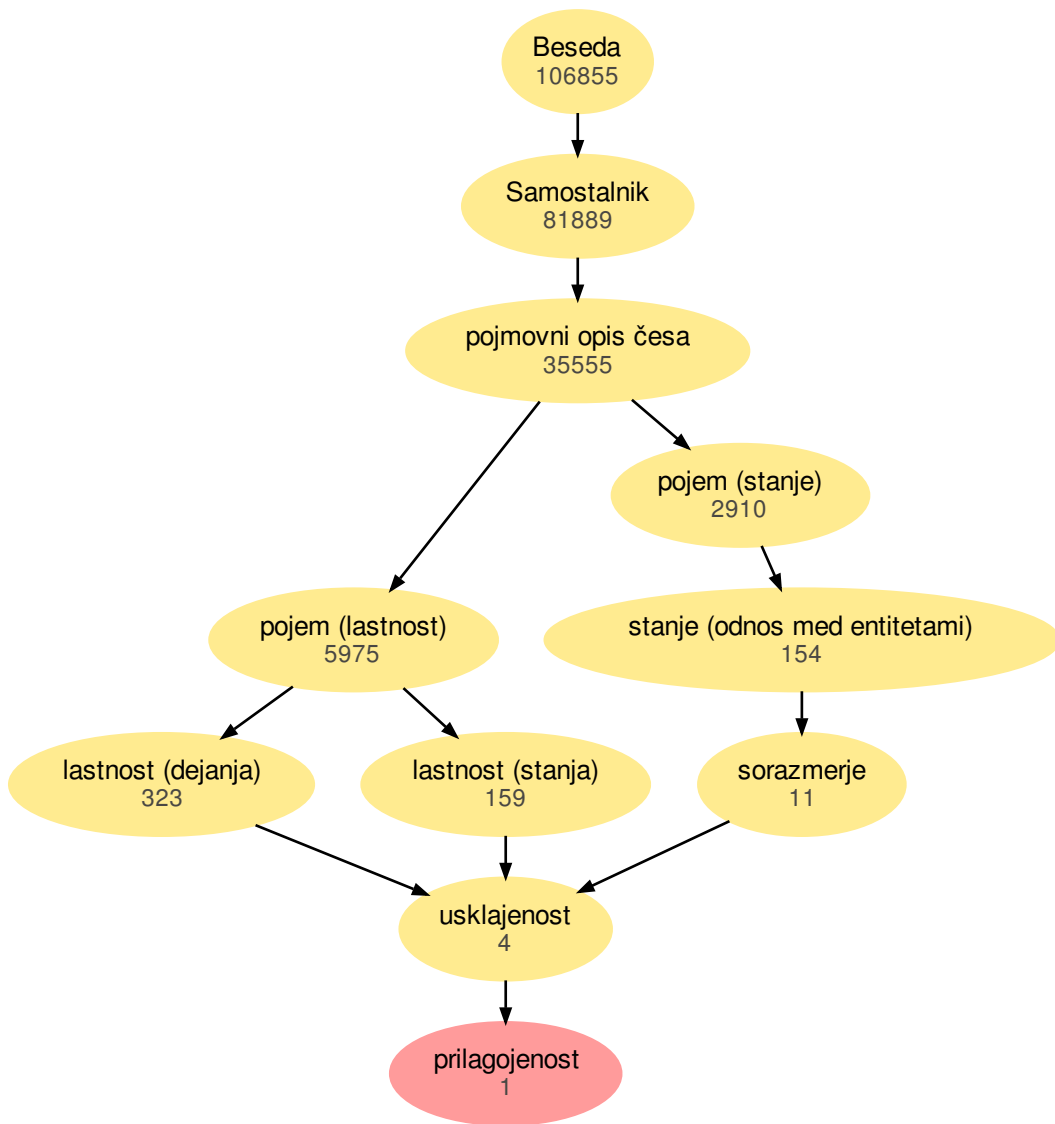 Beseda
106855
Samostalnik
81889
pojmovni opis česa
35555
pojem (stanje)
2910
pojem (lastnost)
5975
stanje (odnos med entitetami)
154
lastnost (dejanja)
323
lastnost (stanja)
159
sorazmerje
11
usklajenost
4
prilagojenost
1